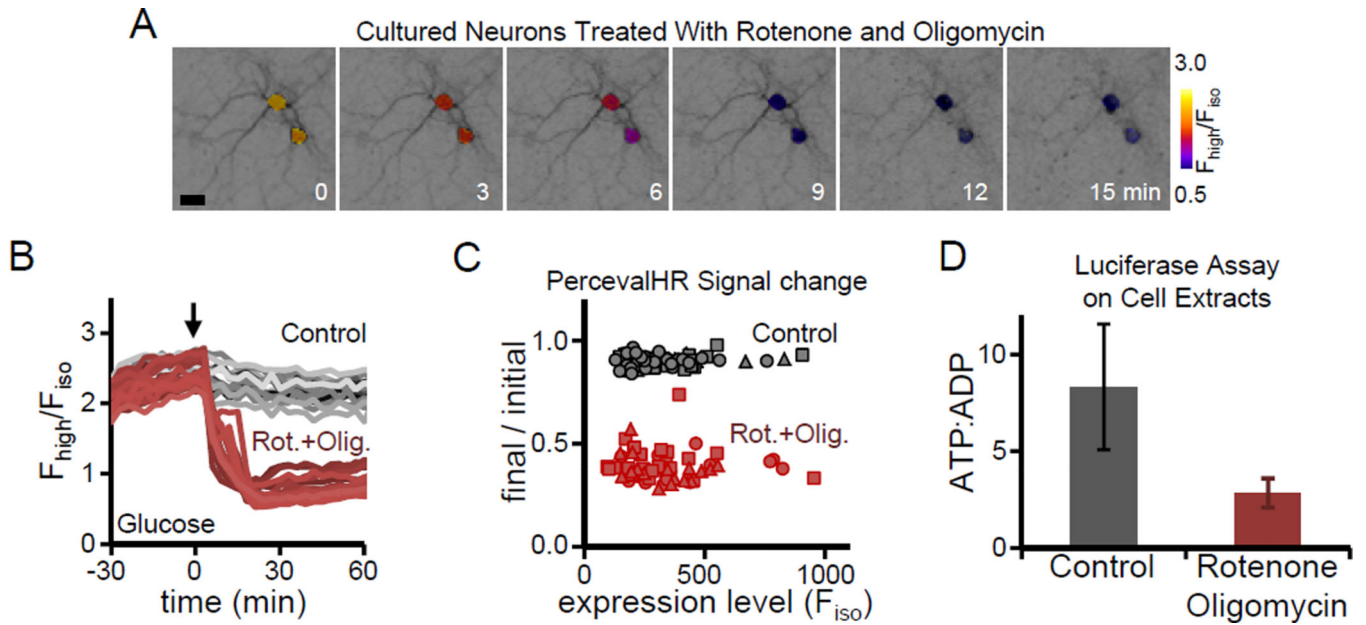 A
Cultured Neurons Treated With Rotenone and Oligomycin
0
3
6
9
12
15 min
3.0
Fhigh/Fiso
0.5
B
Fhigh/Fiso
3
2
1
0
Control
Rot.+Olig.
Glucose
-30
0
30
60
time (min)
C
PercevalHR Signal change
final / initial
1.0
0.5
0.0
Control
Rot.+Olig.
0
500
1000
expression level (Fiso)
D
Luciferase Assay
on Cell Extracts
ATP:ADP
10
5
0
Control
Rotenone
Oligomycin